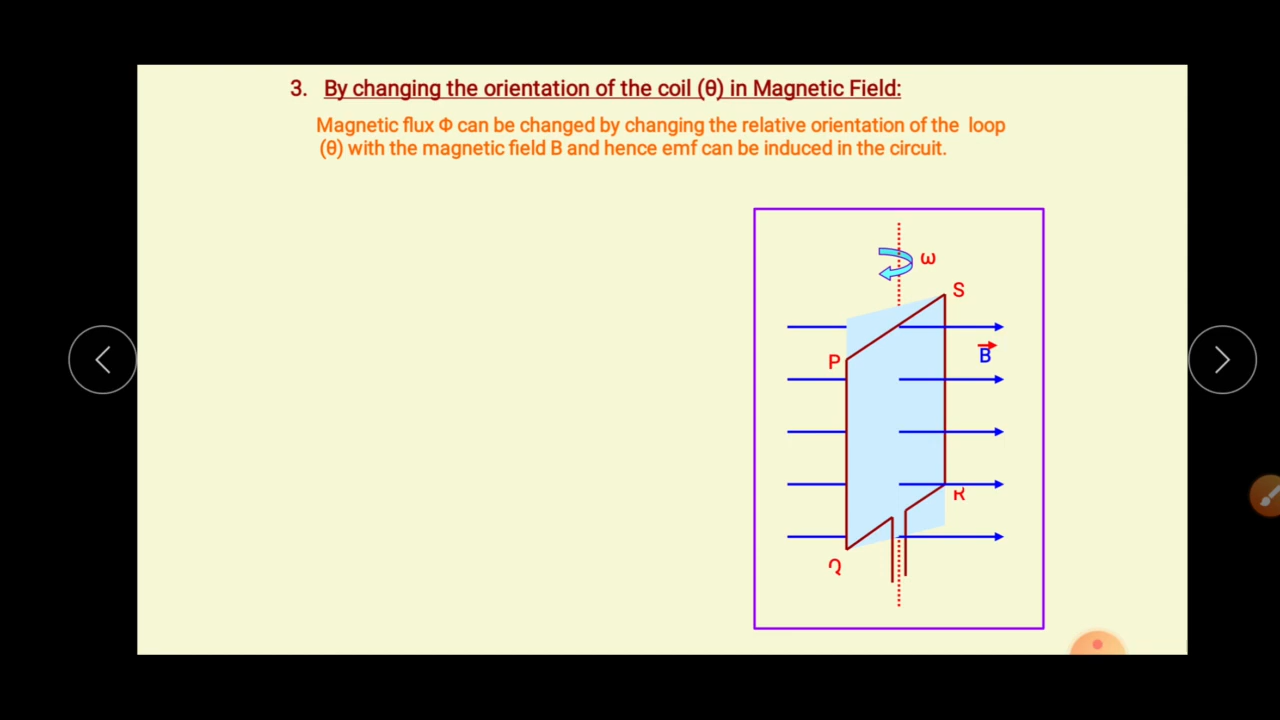 3. By changing the orientation of the coil (θ) in Magnetic Field:
Magnetic flux Φ can be changed by changing the relative orientation of the loop
(θ) with the magnetic field B and hence emf can be induced in the circuit.
ω
S
B
P
R
Q